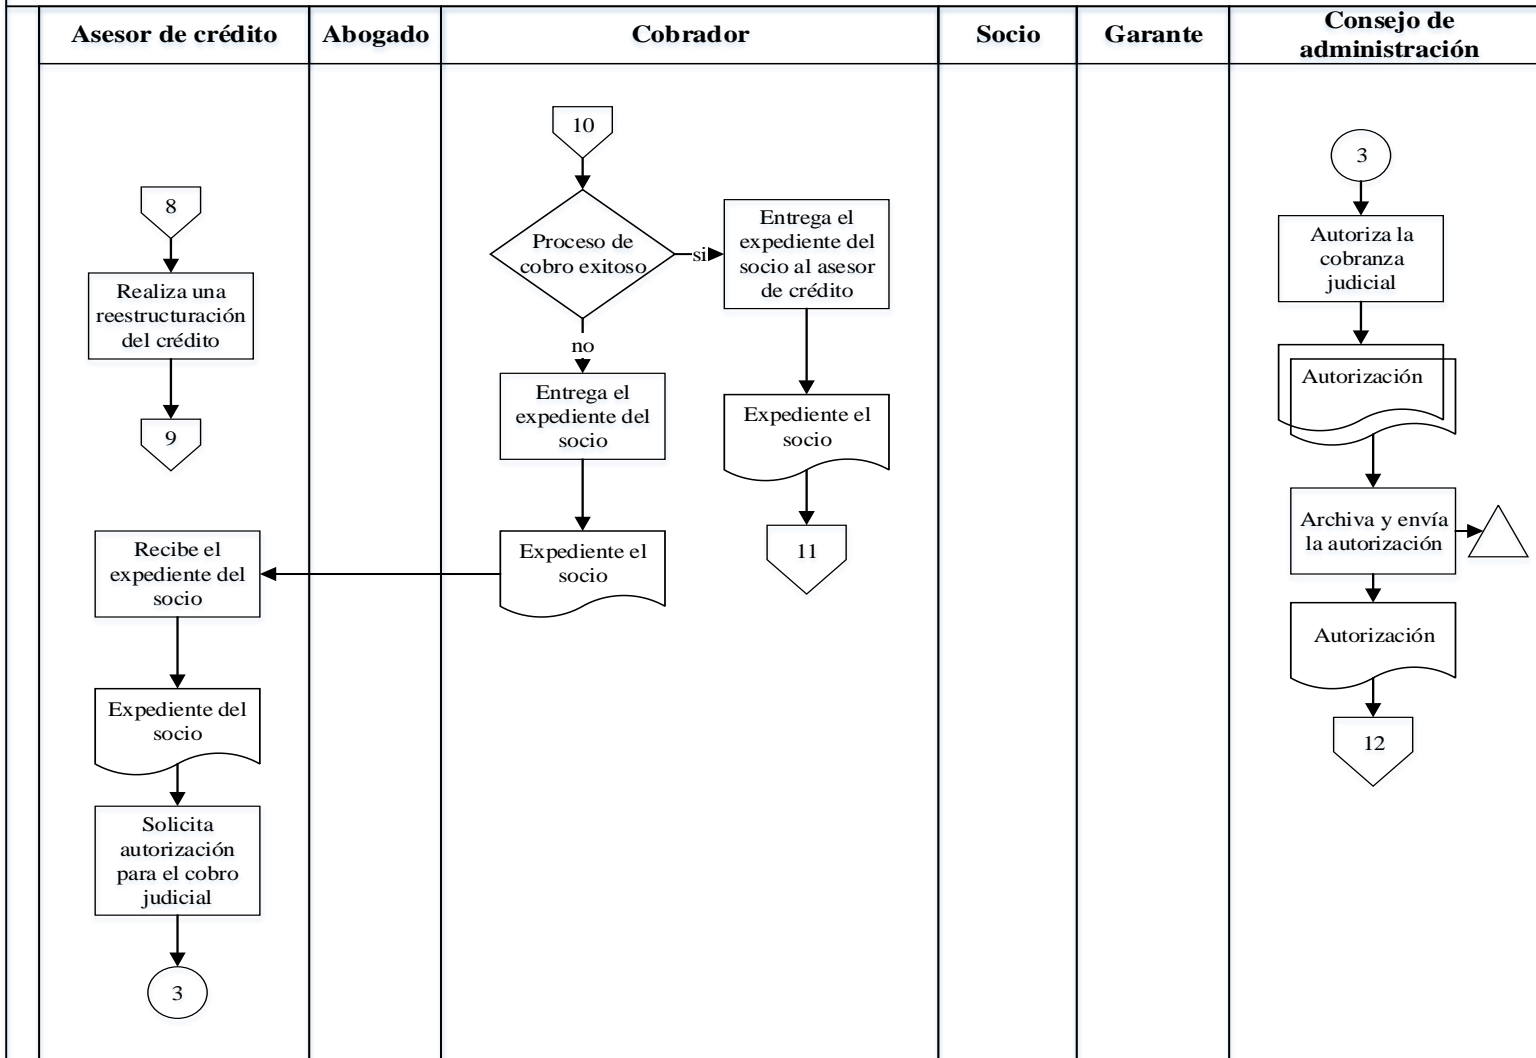 Asesor de crédito
Abogado
Cobrador
Socio
Garante
Consejo de
administración
8
Realiza una
reestructuración
del crédito
9
Recibe el
expediente del
socio
Expediente del
socio
Solicita
autorización
para el cobro
judicial
3
10
Proceso de
cobro exitoso
si
no
Entrega el
expediente del
socio
Expediente el
socio
Entrega el
expediente del
socio al asesor
de crédito
Expediente el
socio
11
3
Autoriza la
cobranza
judicial
Autorización
Archiva y envía
la autorización
Autorización
12